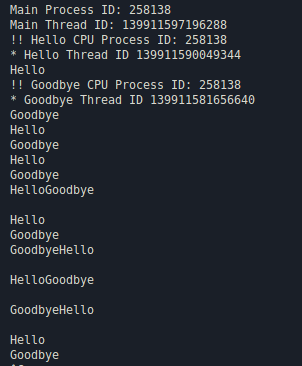 Main Process ID: 258138
Main Thread ID: 139911597196288
!! Hello CPU Process ID: 258138
* Hello Thread ID 139911590049344
Hello
!! Goodbye CPU Process ID: 258138
* Goodbye Thread ID 139911581656640
Goodbye
Hello
Goodbye
Hello
Goodbye
HelloGoodbye
Hello
Goodbye
GoodbyeHello
HelloGoodbye
GoodbyeHello
Hello
Goodbye